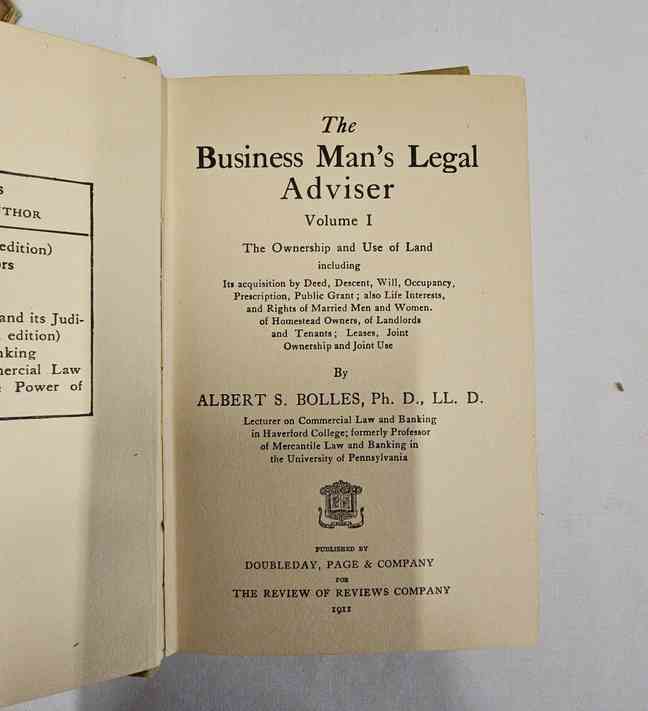 S
THOR
edition)
rs
and its Judi-
edition)
nking
mercial Law
Power of
The
Business Man's Legal
Adviser
Volume I
The Ownership and Use of Land
including
Its acquisition by Deed, Descent, Will, Occupancy,
Prescription, Public Grant; also Life Interests,
and Rights of Married Men and Women.
of Homestead Owners, of Landlords
and Tenants; Leases, Joint
Ownership and Joint Use
By
ALBERT S. BOLLES, Ph. D., LL. D.
Lecturer on Commercial Law and Banking
in Haverford College; formerly Professor
of Mercantile Law and Banking in
the University of Pennsylvania
PUBLISHED BY
DOUBLEDAY, PAGE & COMPANY
FOR
THE REVIEW OF REVIEWS COMPANY
1911